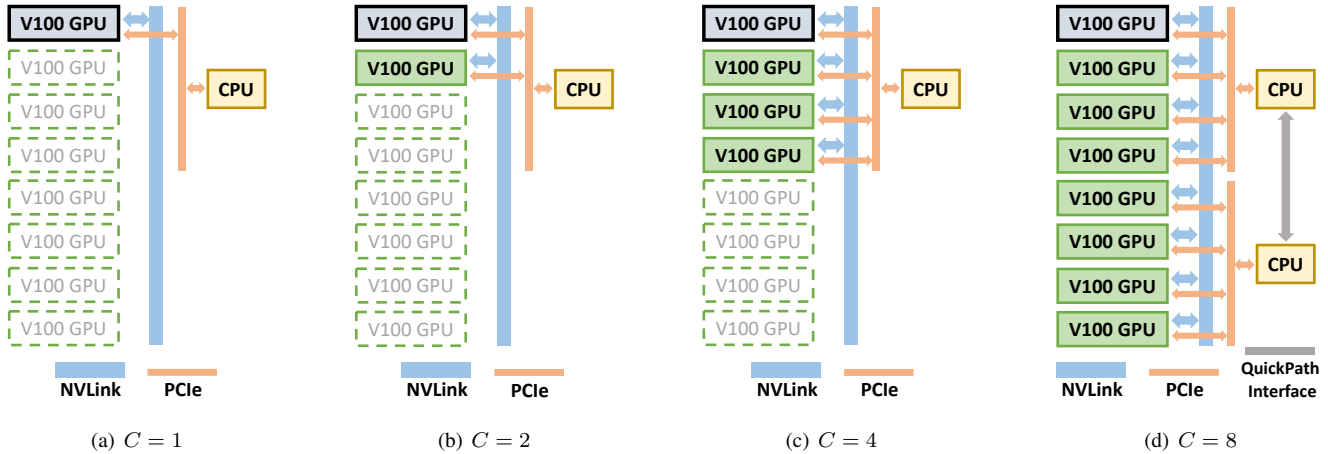 V100 GPU
V100 GPU
V100 GPU
V100 GPU
V100 GPU
V100 GPU
V100 GPU
V100 GPU
CPU
NVLink
PCIe
(a) C = 1
V100 GPU
V100 GPU
V100 GPU
V100 GPU
V100 GPU
V100 GPU
V100 GPU
V100 GPU
CPU
NVLink
PCIe
(b) C = 2
V100 GPU
V100 GPU
V100 GPU
V100 GPU
V100 GPU
V100 GPU
V100 GPU
V100 GPU
CPU
NVLink
PCIe
(c) C = 4
V100 GPU
V100 GPU
V100 GPU
V100 GPU
V100 GPU
V100 GPU
V100 GPU
V100 GPU
CPU
CPU
NVLink
PCIe
QuickPath
Interface
(d) C = 8